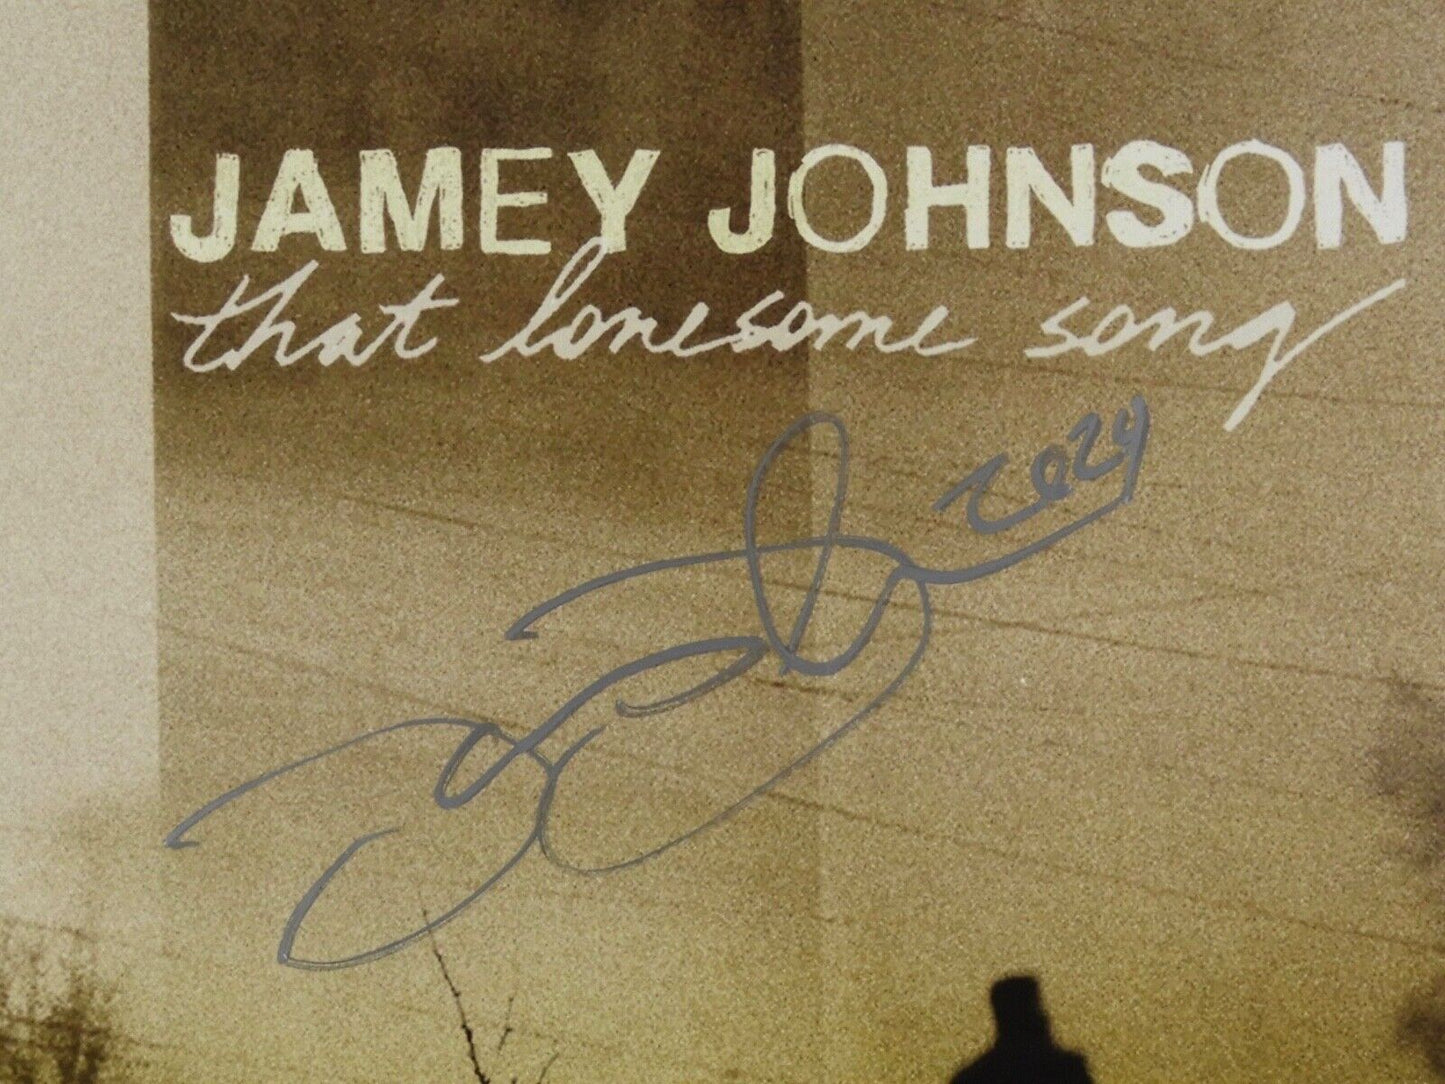 JAMEY JOHNSON
that lonesome song
2024